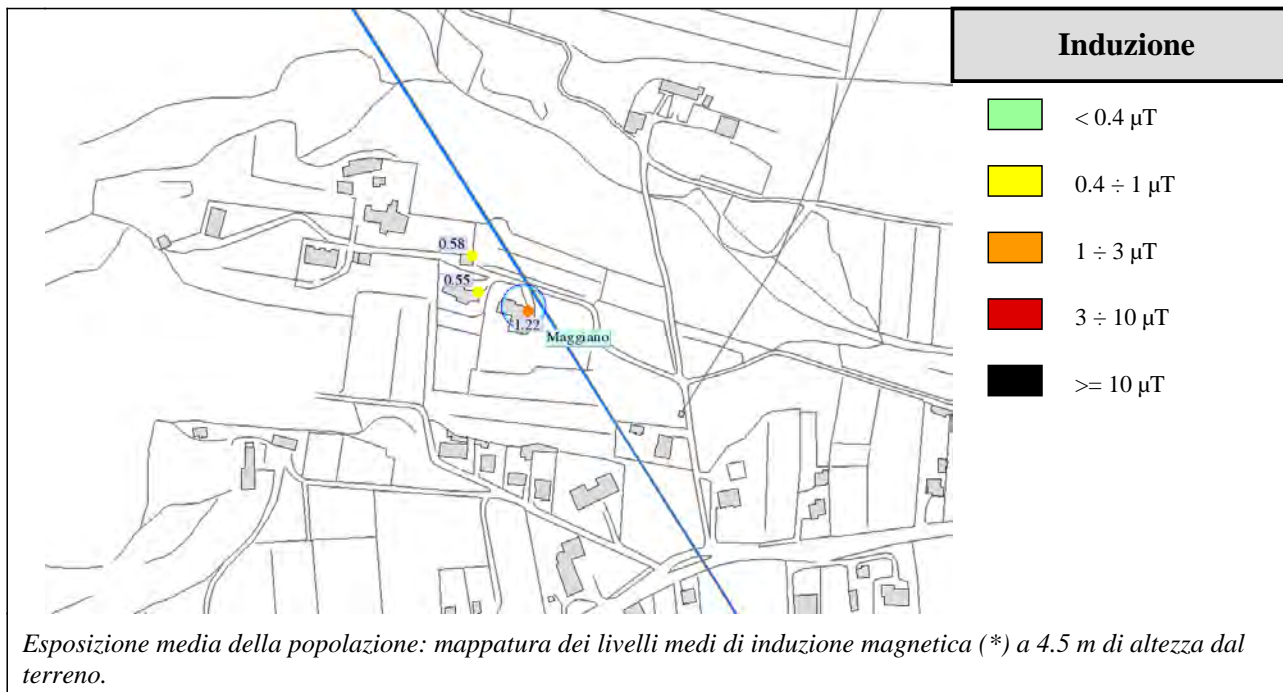 Induzione
< 0.4 µT
0.4 ÷ 1 µT
1 ÷ 3 µT
3 ÷ 10 µT
>= 10 µT
0.58
0.55
1.22
Maggiano
Esposizione media della popolazione: mappatura dei livelli medi di induzione magnetica (*) a 4.5 m di altezza dal
terreno.